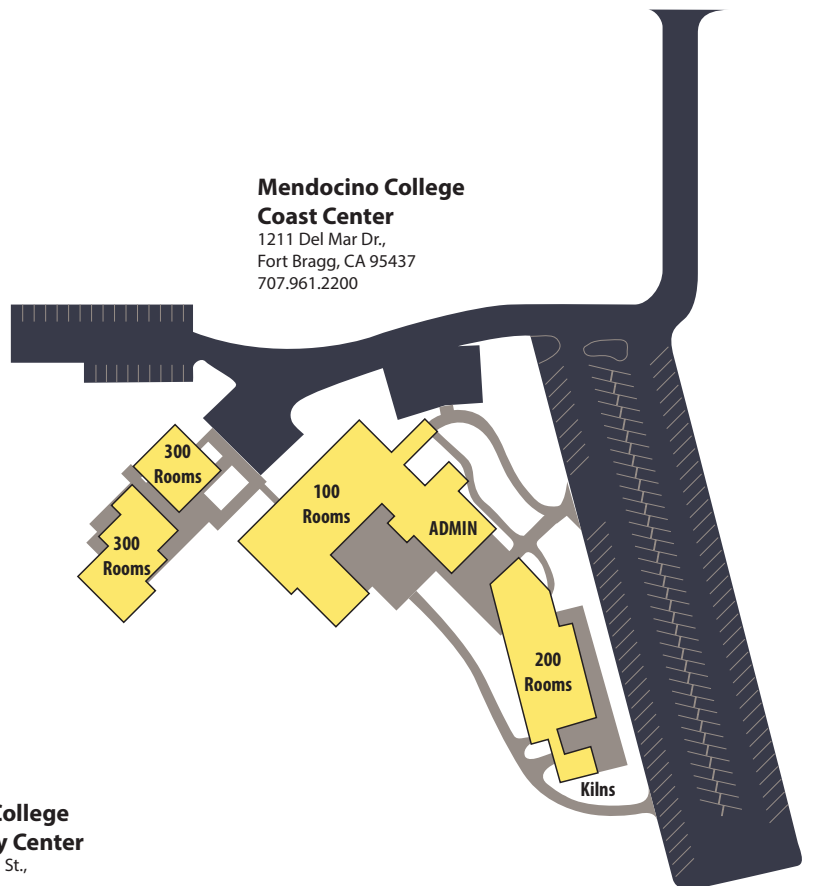 Mendocino College
Coast Center
1211 Del Mar Dr.,
Fort Bragg, CA 95437
707.961.2200
300
Rooms
100
Rooms
ADMIN
300
Rooms
200
Rooms
Kilns
College
Center
St.,